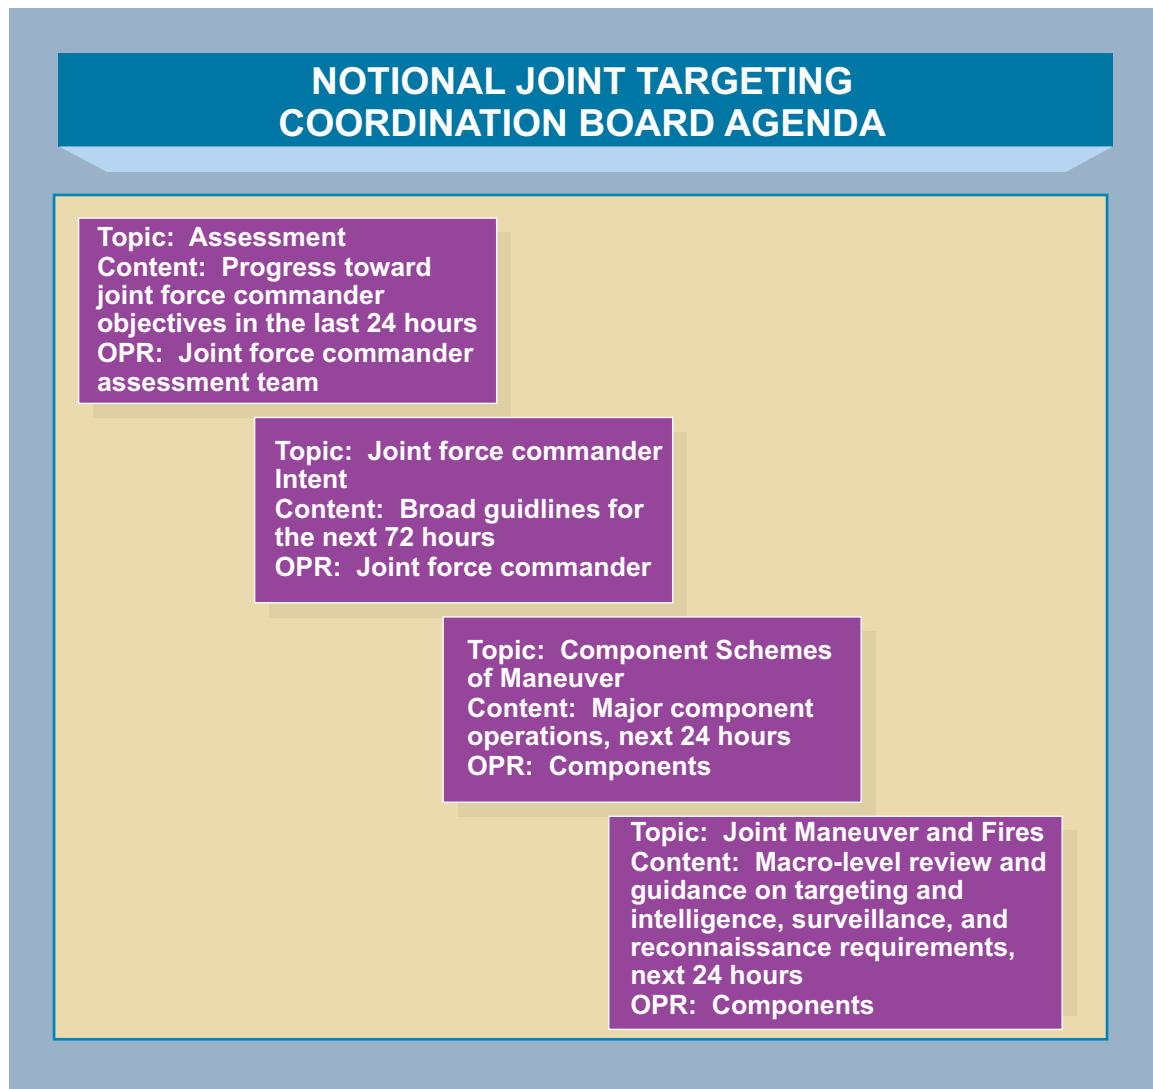 NOTIONAL JOINT TARGETING
COORDINATION BOARD AGENDA
Topic: Assessment
Content: Progress toward
joint force commander
objectives in the last 24 hours
OPR: Joint force commander
assessment team
Topic: Joint force commander
Intent
Content: Broad guidlines for
the next 72 hours
OPR: Joint force commander
Topic: Component Schemes
of Maneuver
Content: Major component
operations, next 24 hours
OPR: Components
Topic: Joint Maneuver and Fires
Content: Macro-level review and
guidance on targeting and
intelligence, surveillance, and
reconnaissance requirements,
next 24 hours
OPR: Components